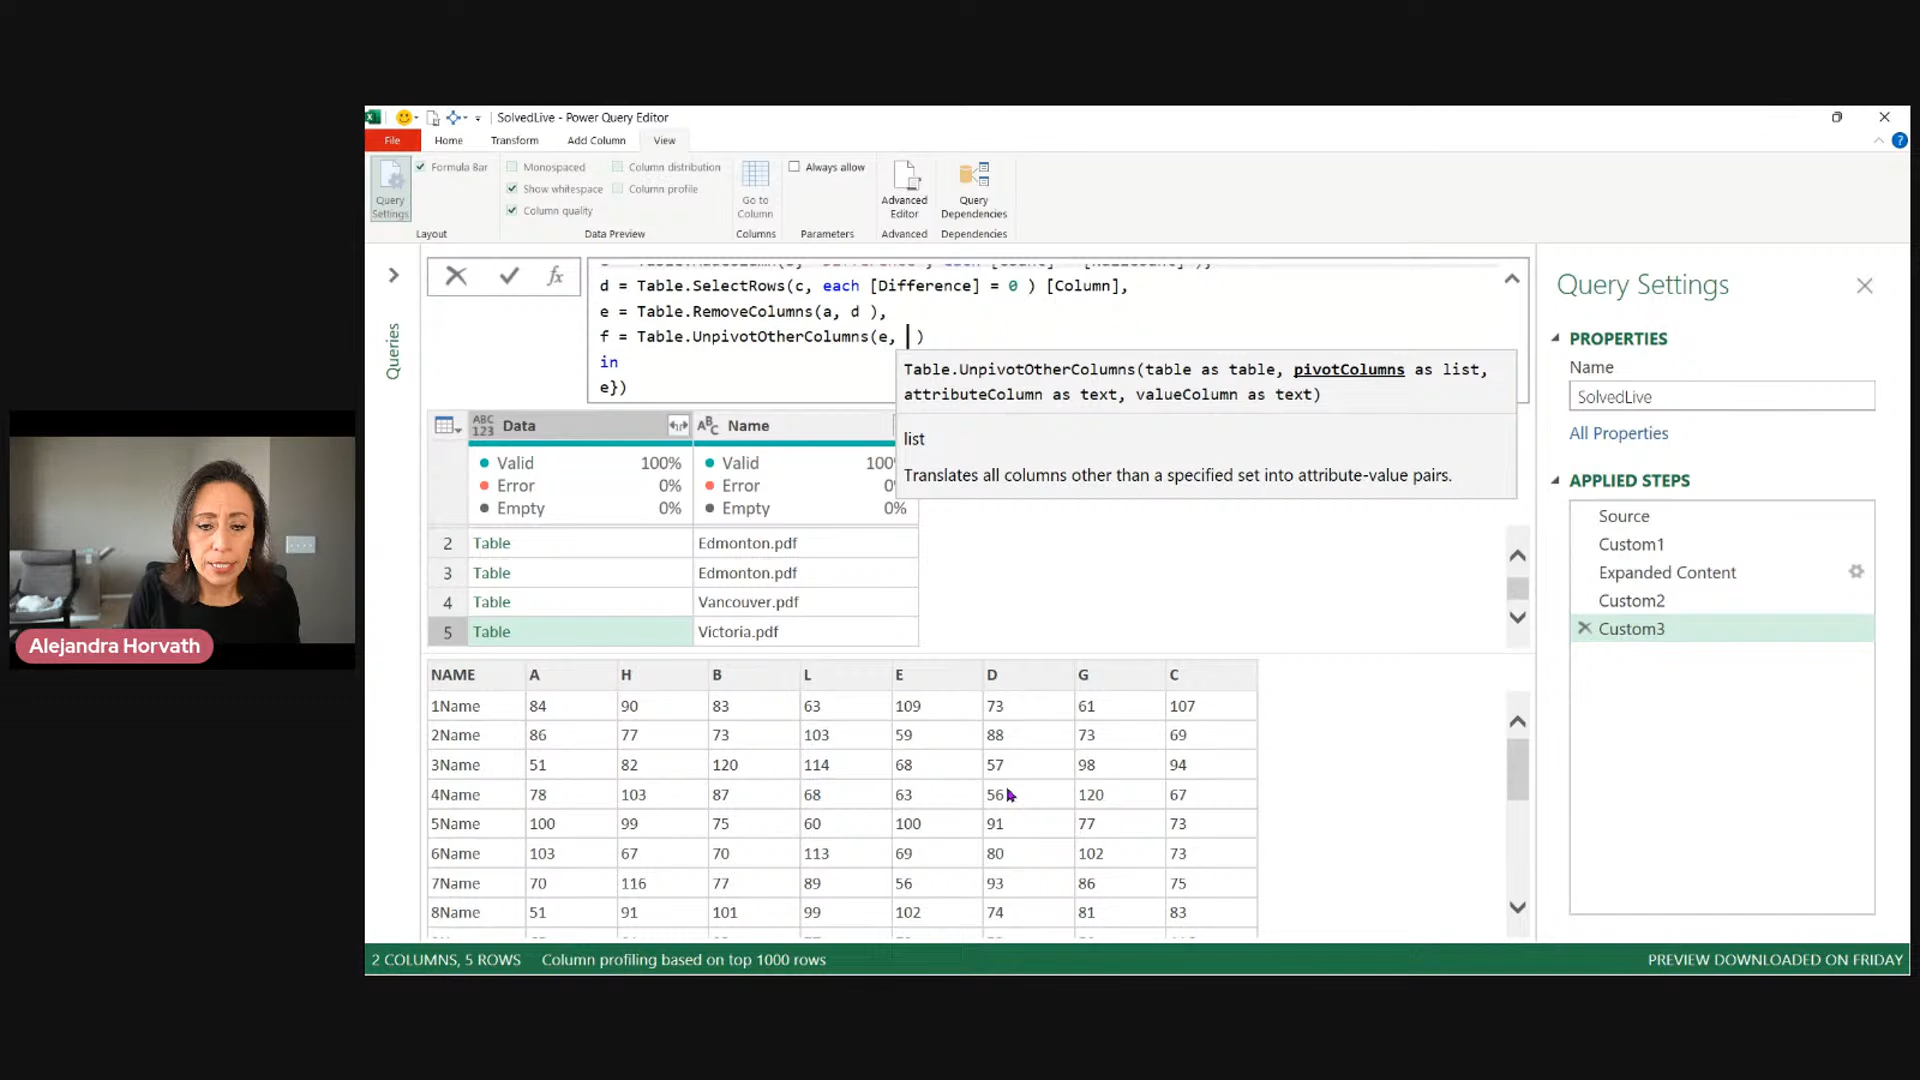 SolvedLive - Power Query Editor
File Home Transform Add Column View
Query Settings
Formula Bar
Layout
Monospaced
Show whitespace
Column quality
Column distribution
Column profile
Data Preview
Go to Column
Columns
Always allow
Parameters
Advanced Editor
Advanced
Query Dependencies
Dependencies
Queries
fx
d = Table.SelectRows(c, each [Difference] = 0 ) [Column],
e = Table.RemoveColumns(a, d ),
f = Table.UnpivotOtherColumns(e, )
in
e})
Table.UnpivotOtherColumns(table as table, pivotColumns as list,
attributeColumn as text, valueColumn as text)
list
Translates all columns other than a specified set into attribute-value pairs.
ABC 123 Data ABC Name
Valid 100% Valid 100%
Error 0% Error 0%
Empty 0% Empty 0%
2 Table Edmonton.pdf
3 Table Edmonton.pdf
4 Table Vancouver.pdf
5 Table Victoria.pdf
NAME A H B L E D G C
1Name 84 90 83 63 109 73 61 107
2Name 86 77 73 103 59 88 73 69
3Name 51 82 120 114 68 57 98 94
4Name 78 103 87 68 63 56 120 67
5Name 100 99 75 60 100 91 77 73
6Name 103 67 70 113 69 80 102 73
7Name 70 116 77 89 56 93 86 75
8Name 51 91 101 99 102 74 81 83
2 COLUMNS, 5 ROWS Column profiling based on top 1000 rows
PREVIEW DOWNLOADED ON FRIDAY
Query Settings
PROPERTIES
Name
SolvedLive
All Properties
APPLIED STEPS
Source
Custom1
Expanded Content
Custom2
Custom3
Alejandra Horvath